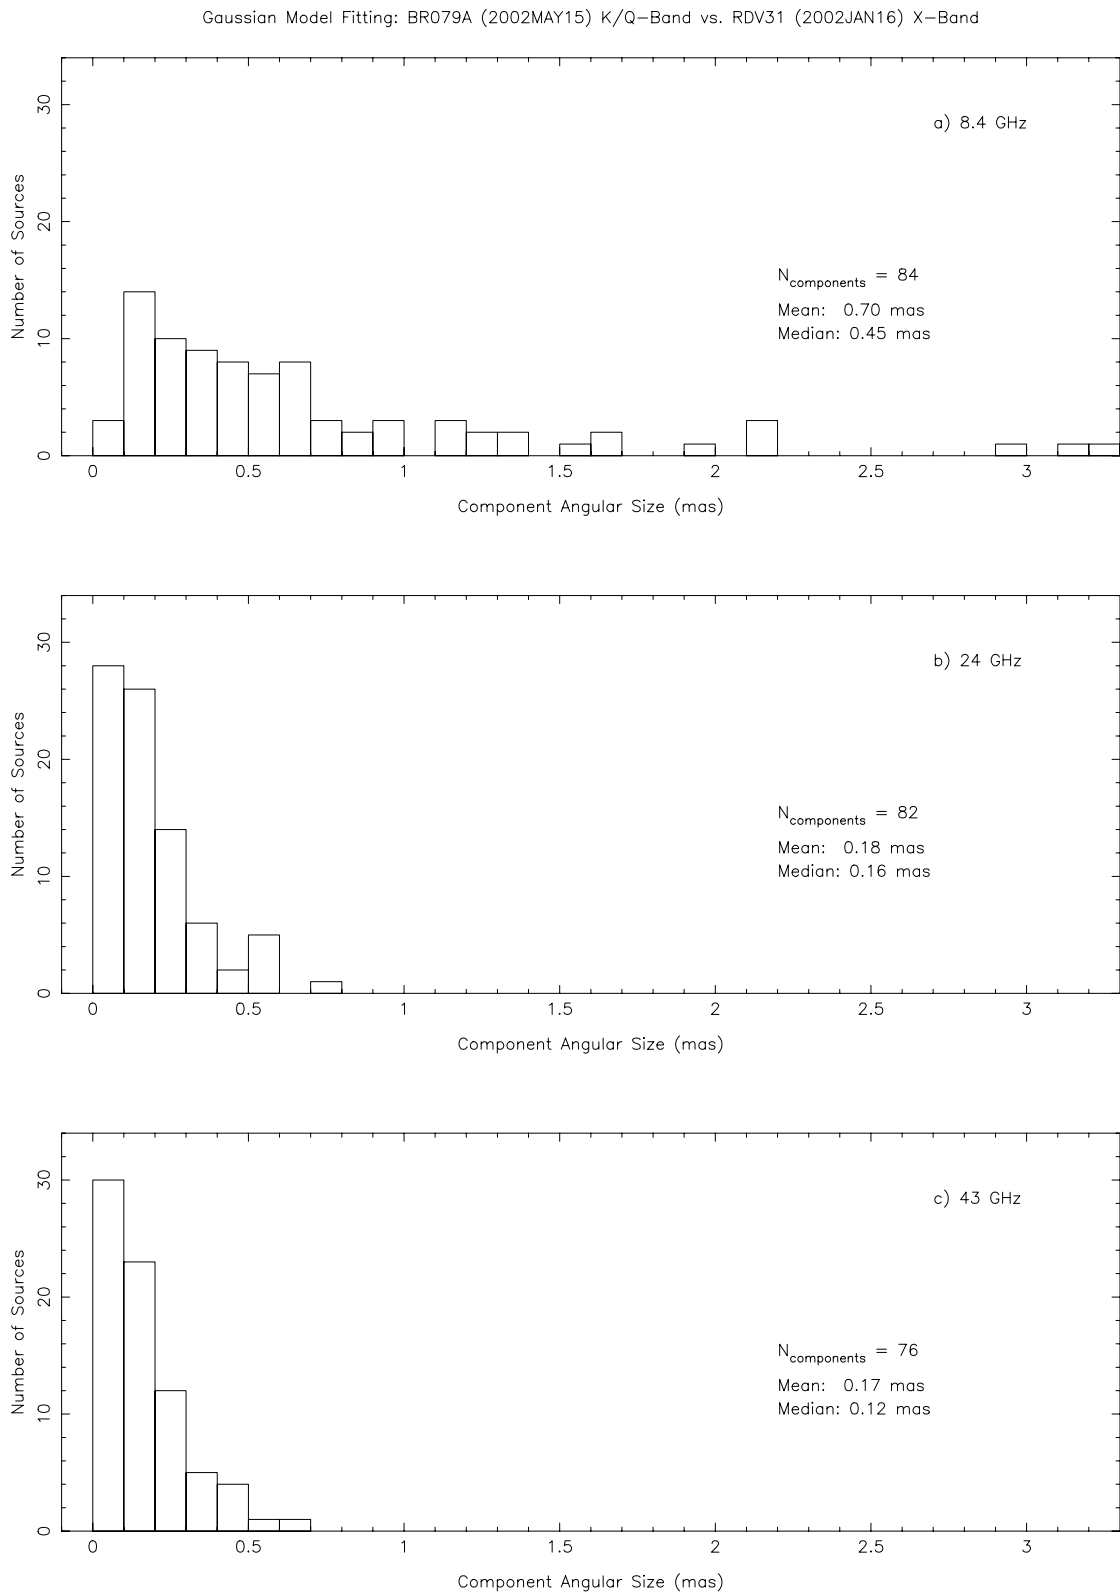 Gaussian Model Fitting: BR079A (2002MAY15) K/Q-Band vs. RDV31 (2002JAN16) X-Band
a) 8.4 GHz
Number of Sources
30
20
10
0
N_components = 84
Mean: 0.70 mas
Median: 0.45 mas
0 0.5 1 1.5 2 2.5 3
Component Angular Size (mas)
b) 24 GHz
Number of Sources
30
20
10
0
N_components = 82
Mean: 0.18 mas
Median: 0.16 mas
0 0.5 1 1.5 2 2.5 3
Component Angular Size (mas)
c) 43 GHz
Number of Sources
30
20
10
0
N_components = 76
Mean: 0.17 mas
Median: 0.12 mas
0 0.5 1 1.5 2 2.5 3
Component Angular Size (mas)